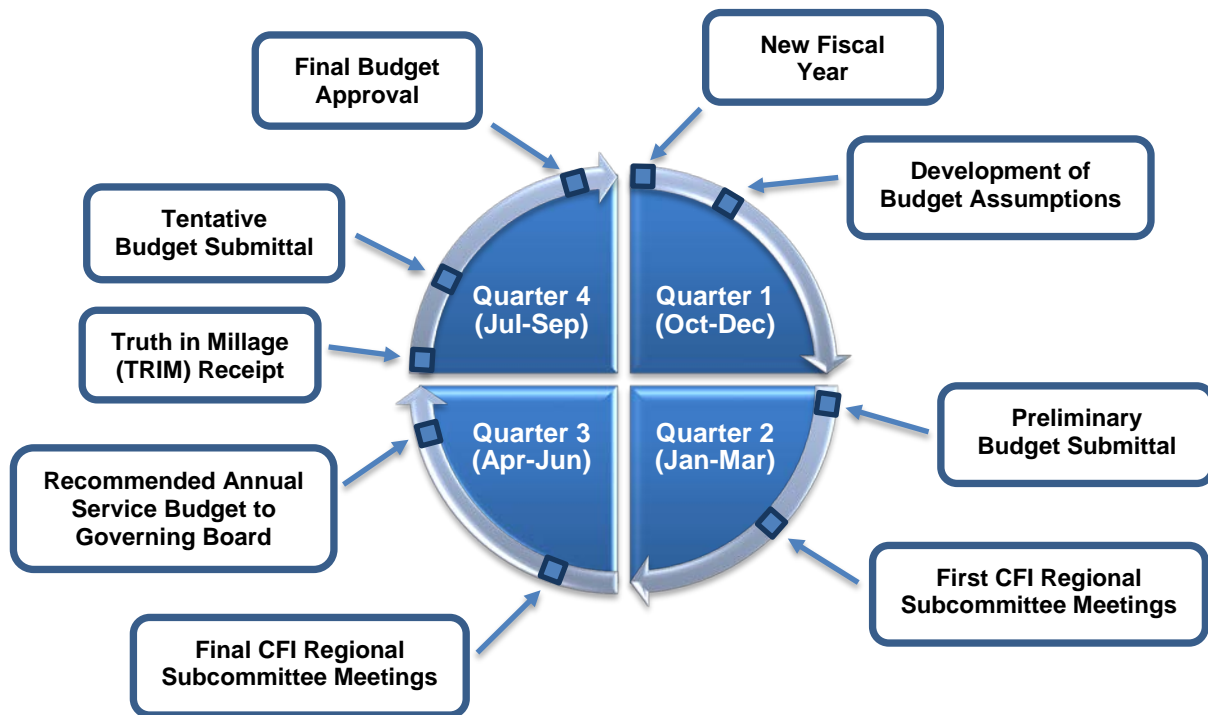 New Fiscal
Year
Development of
Budget Assumptions
Quarter 1
(Oct-Dec)
Preliminary
Budget Submittal
First CFI Regional
Subcommittee Meetings
Quarter 2
(Jan-Mar)
Final CFI Regional
Subcommittee Meetings
Recommended Annual
Service Budget to
Governing Board
Quarter 3
(Apr-Jun)
Truth in Millage
(TRIM) Receipt
Tentative
Budget Submittal
Final Budget
Approval
Quarter 4
(Jul-Sep)